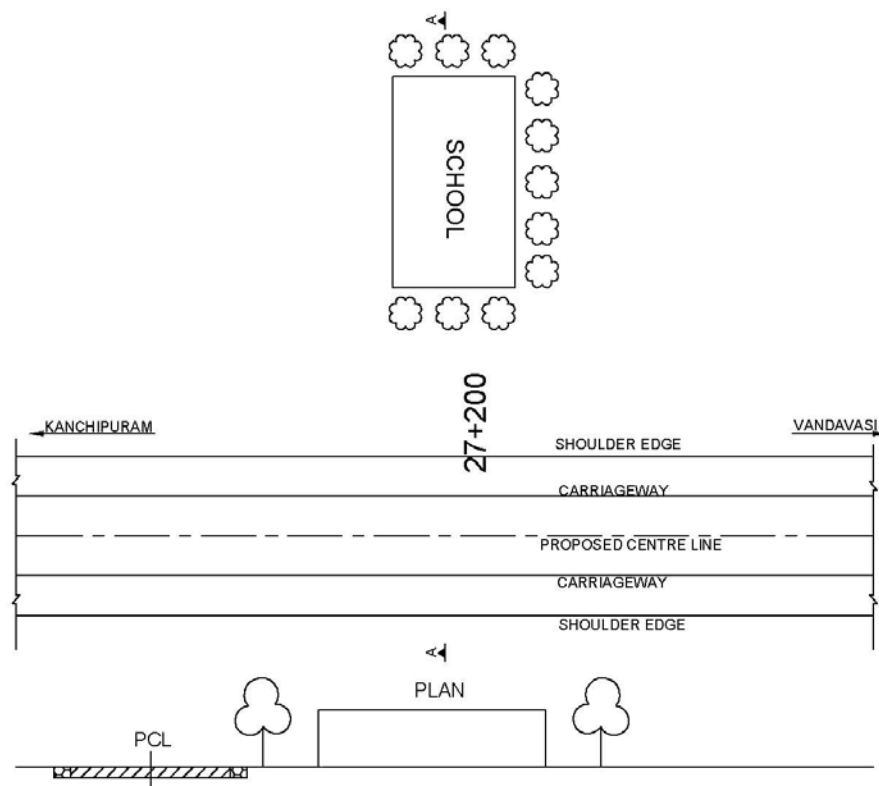 A
SCHOOL
27+200
KANCHIPURAM
VANDAVASI
SHOULDER EDGE
CARRIAGEWAY
PROPOSED CENTRE LINE
CARRIAGEWAY
SHOULDER EDGE
A
PLAN
PCL